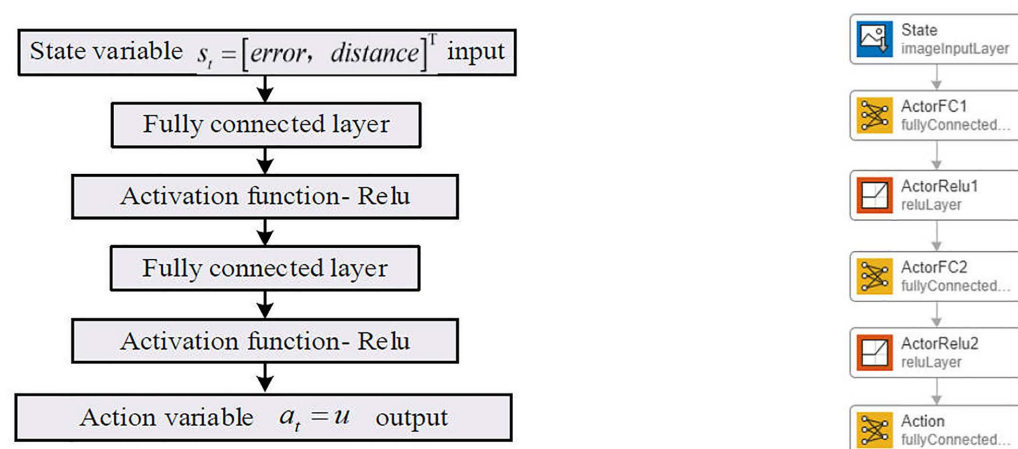 State variable s_t = [error, distance]^T input
Fully connected layer
Activation function- Relu
Fully connected layer
Activation function- Relu
Action variable a_t = u output
State
imageInputLayer
ActorFC1
fullyConnected...
ActorRelu1
reluLayer
ActorFC2
fullyConnected...
ActorRelu2
reluLayer
Action
fullyConnected...